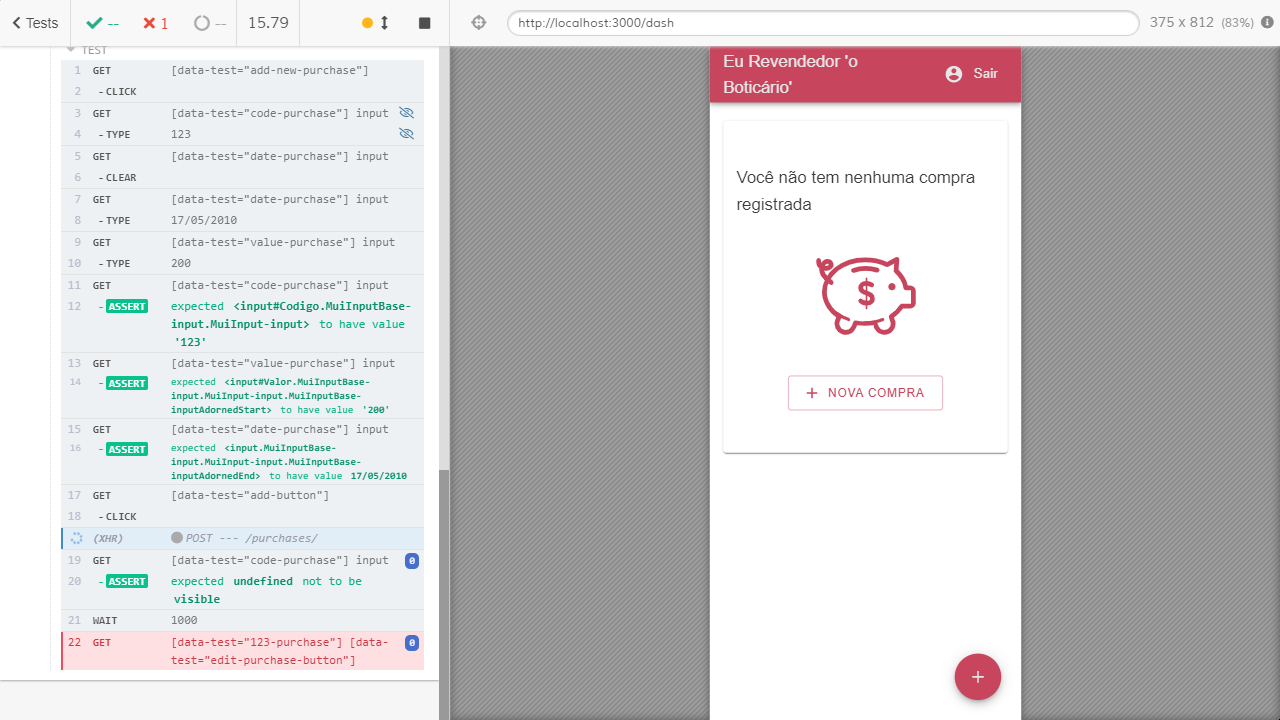 Tests
--
1
--
15.79
http://localhost:3000/dash
375 x 812 (83%)
TEST
1 GET [data-test="add-new-purchase"]
2 - CLICK
3 GET [data-test="code-purchase"] input
4 - TYPE 123
5 GET [data-test="date-purchase"] input
6 - CLEAR
7 GET [data-test="date-purchase"] input
8 - TYPE 17/05/2010
9 GET [data-test="value-purchase"] input
10 - TYPE 200
11 GET [data-test="code-purchase"] input
12 - ASSERT expected <input#Codigo.MuiInputBase-
input.MuiInput-input> to have value
'123'
13 GET [data-test="value-purchase"] input
14 - ASSERT expected <input#Valor.MuiInputBase-
input.MuiInput-input.MuiInputBase-
inputAdornedStart> to have value '200'
15 GET [data-test="date-purchase"] input
16 - ASSERT expected <input.MuiInputBase-
input.MuiInput-input.MuiInputBase-
inputAdornedEnd> to have value 17/05/2010
17 GET [data-test="add-button"]
18 - CLICK
(XHR) POST --- /purchases/
19 GET [data-test="code-purchase"] input 0
20 - ASSERT expected undefined not to be
visible
21 WAIT 1000
22 GET [data-test="123-purchase"] [data- 0
test="edit-purchase-button"]
Eu Revendedor 'o
Boticário'
Sair
Você não tem nenhuma compra
registrada
$
+ NOVA COMPRA
+